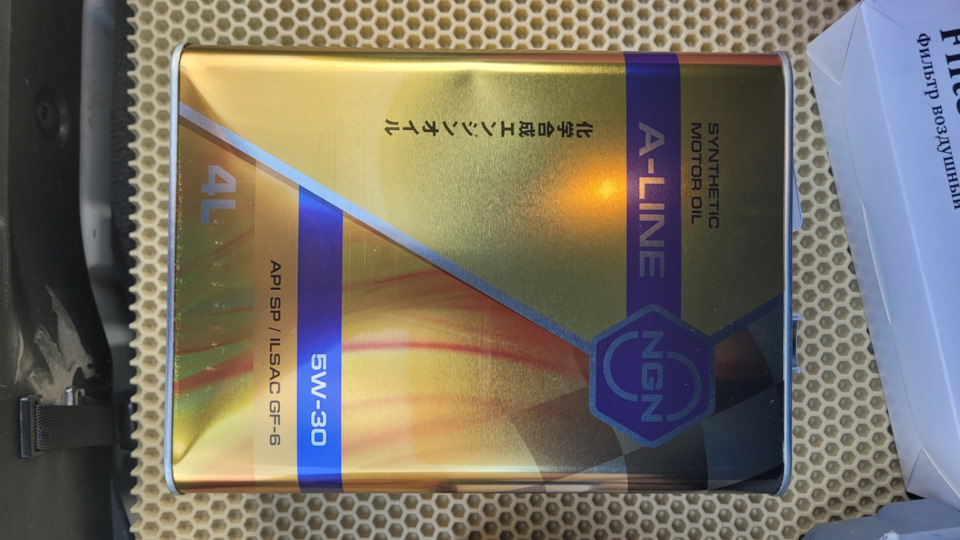 NGN
SYNTHETIC
MOTOR OIL
A-LINE
化学合成エンジンオイル
5W-30
API SP / ILSAC GF-6
4L
Фильтр воздушный